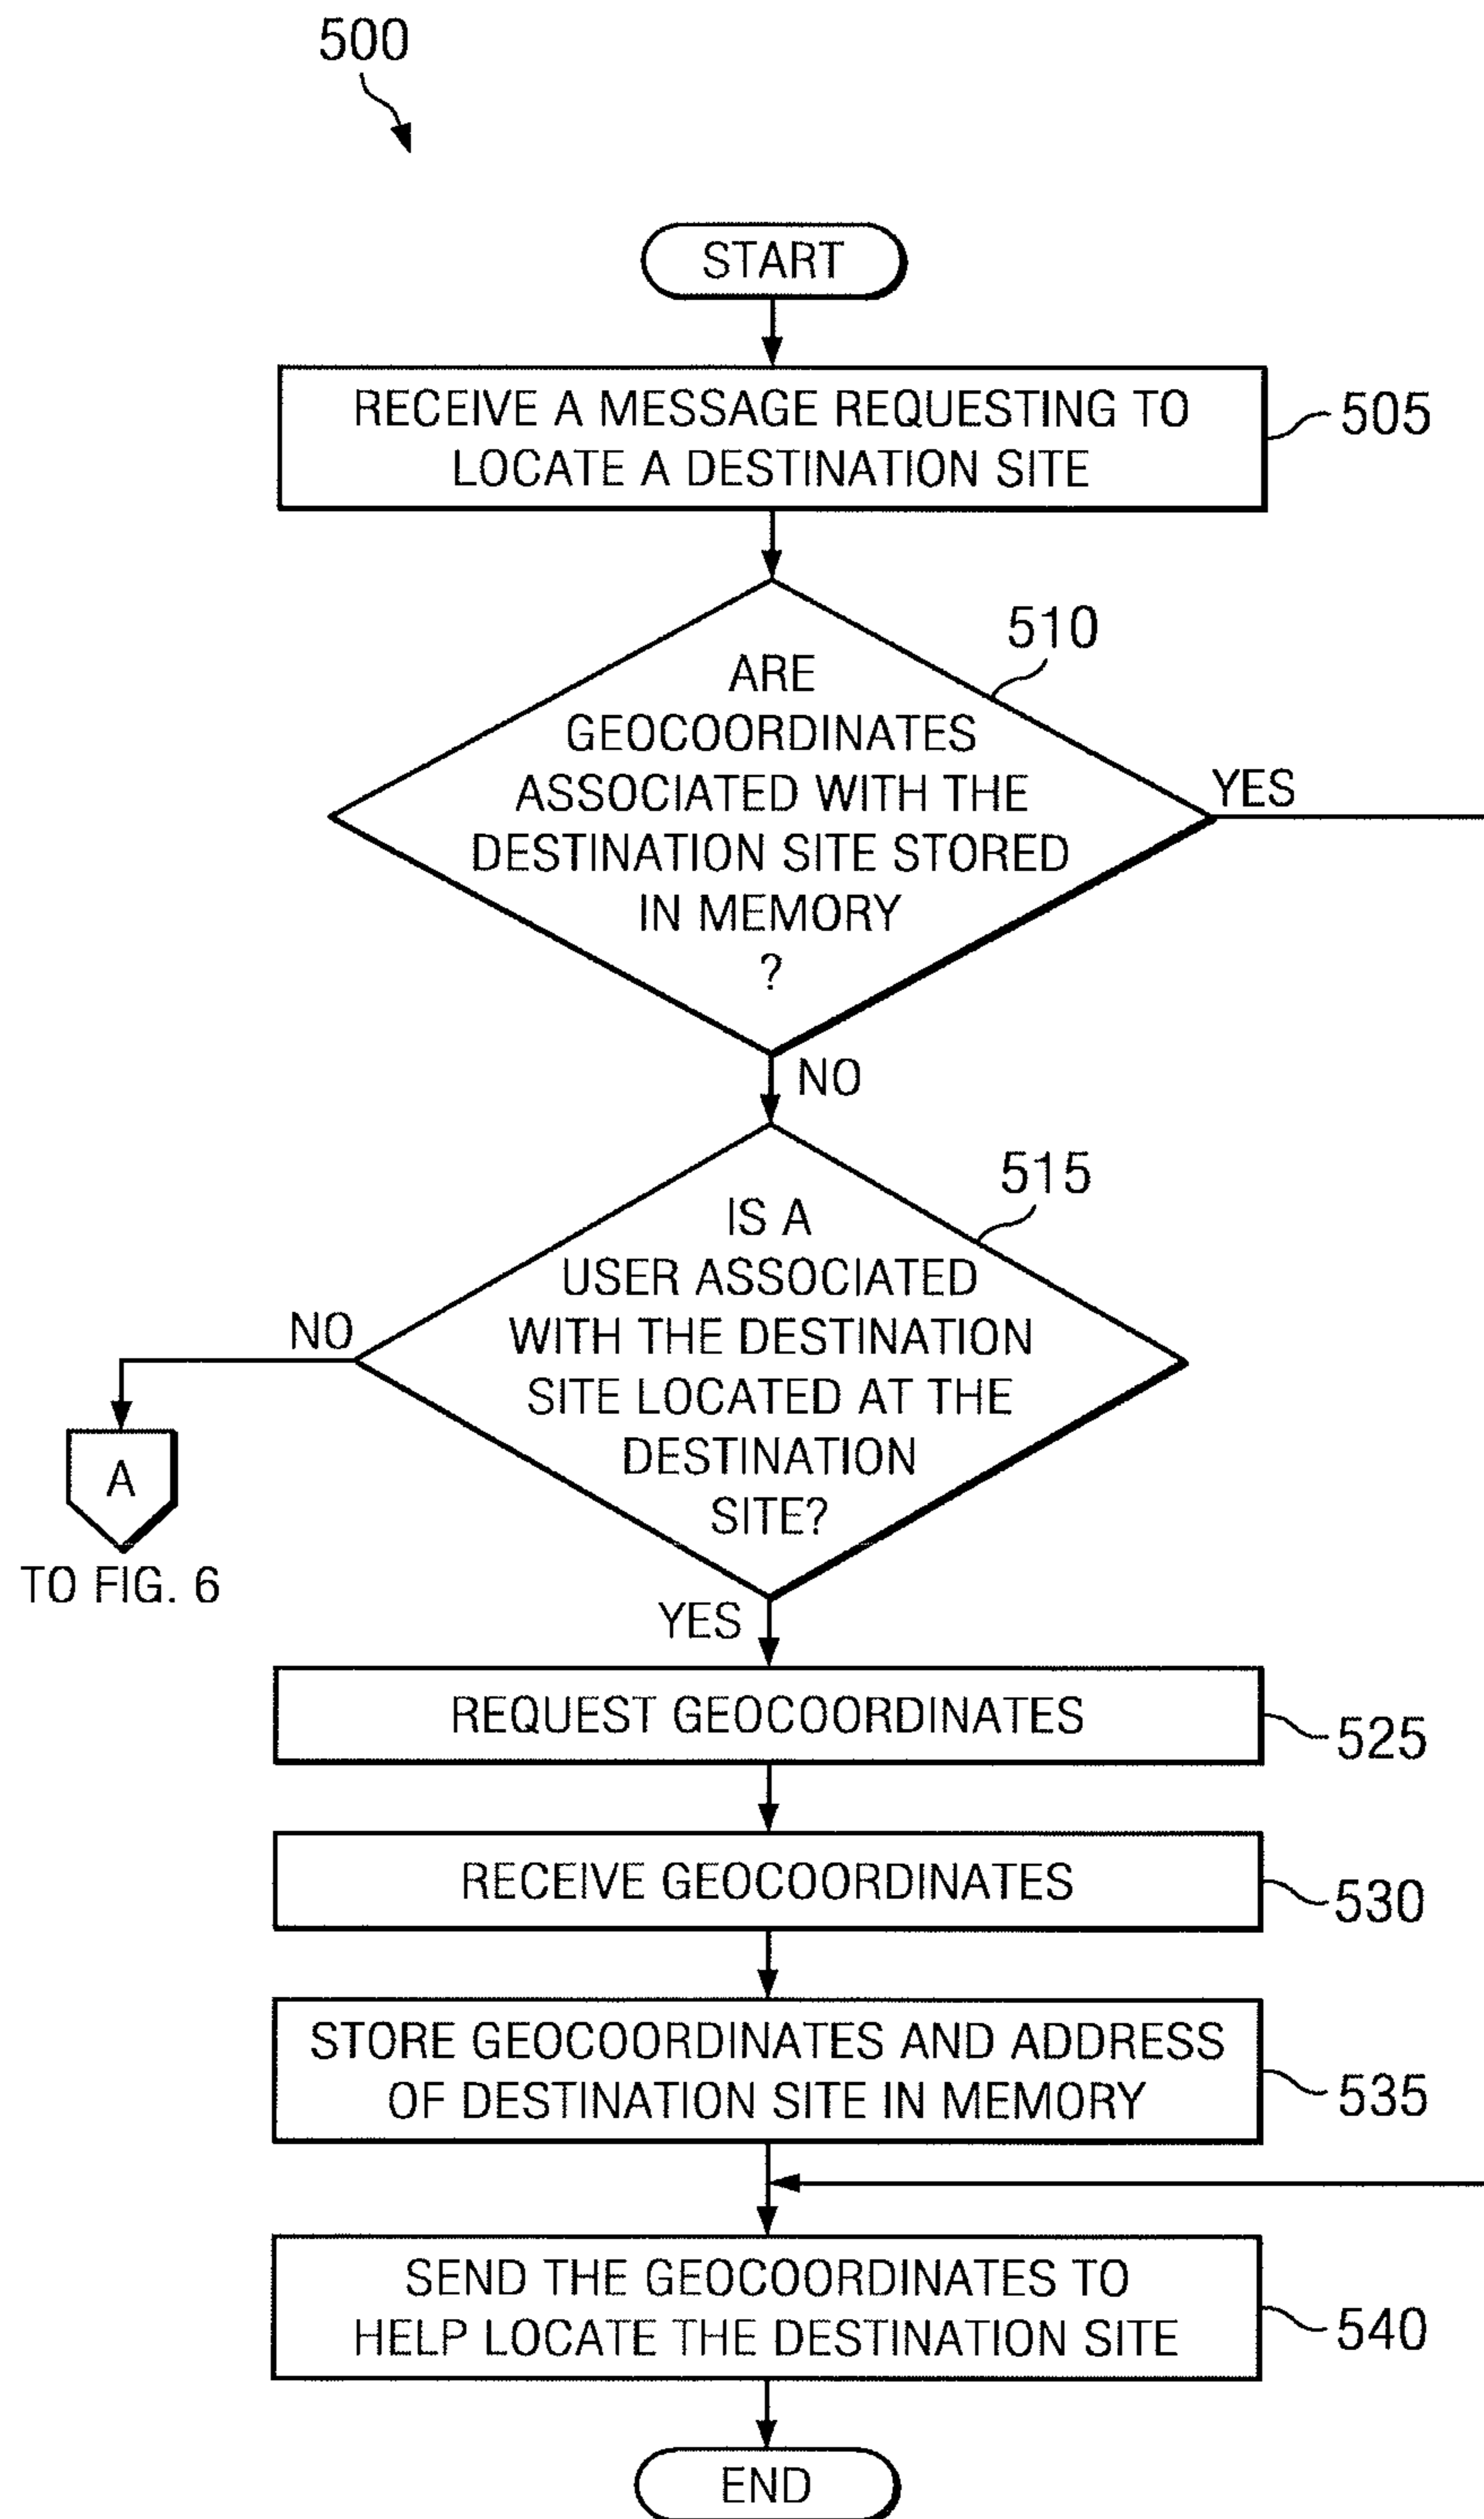 500
START
RECEIVE A MESSAGE REQUESTING TO
LOCATE A DESTINATION SITE
505
510
ARE
GEOCOORDINATES
ASSOCIATED WITH THE
DESTINATION SITE STORED
IN MEMORY
?
YES
NO
515
IS A
USER ASSOCIATED
WITH THE DESTINATION
SITE LOCATED AT THE
DESTINATION
SITE?
NO
A
TO FIG. 6
YES
REQUEST GEOCOORDINATES
525
RECEIVE GEOCOORDINATES
530
STORE GEOCOORDINATES AND ADDRESS
OF DESTINATION SITE IN MEMORY
535
SEND THE GEOCOORDINATES TO
HELP LOCATE THE DESTINATION SITE
540
END